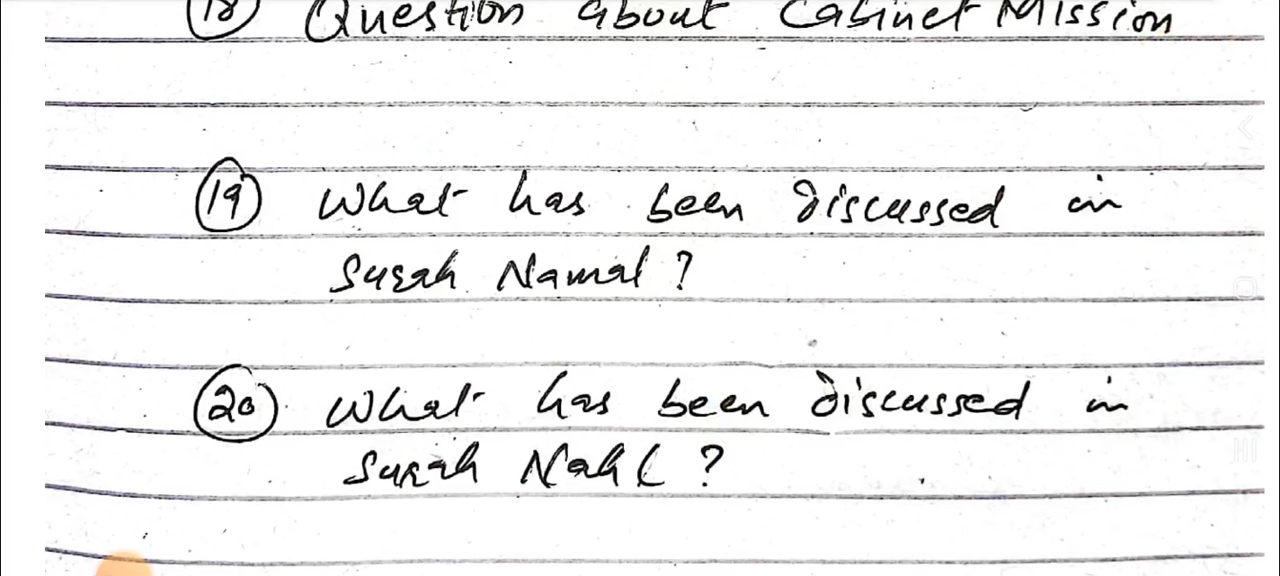 (18) Question about Cabinet Mission
(19) What has been discussed in
Surah Namal?
(20) What has been discussed in
Surah Nahl?